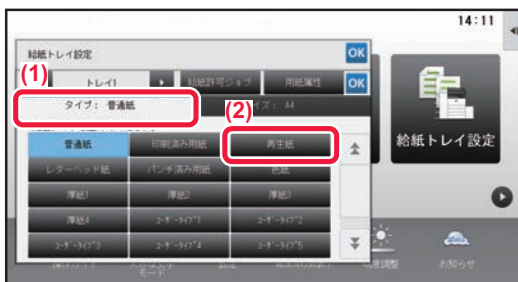 14:11
給紙トレイ設定
OK
(1)
トレイ1
給紙許可ジョブ
用紙属性
OK
タイプ: 普通紙
(2)
イズ: A4
普通紙
印刷済み用紙
再生紙
給紙トレイ設定
レターヘッド紙
パンチ済み用紙
色紙
厚紙1
厚紙2
厚紙3
厚紙4
ユーザータイプ1
ユーザータイプ2
ユーザータイプ3
ユーザータイプ4
ユーザータイプ5
モード
お知らせ